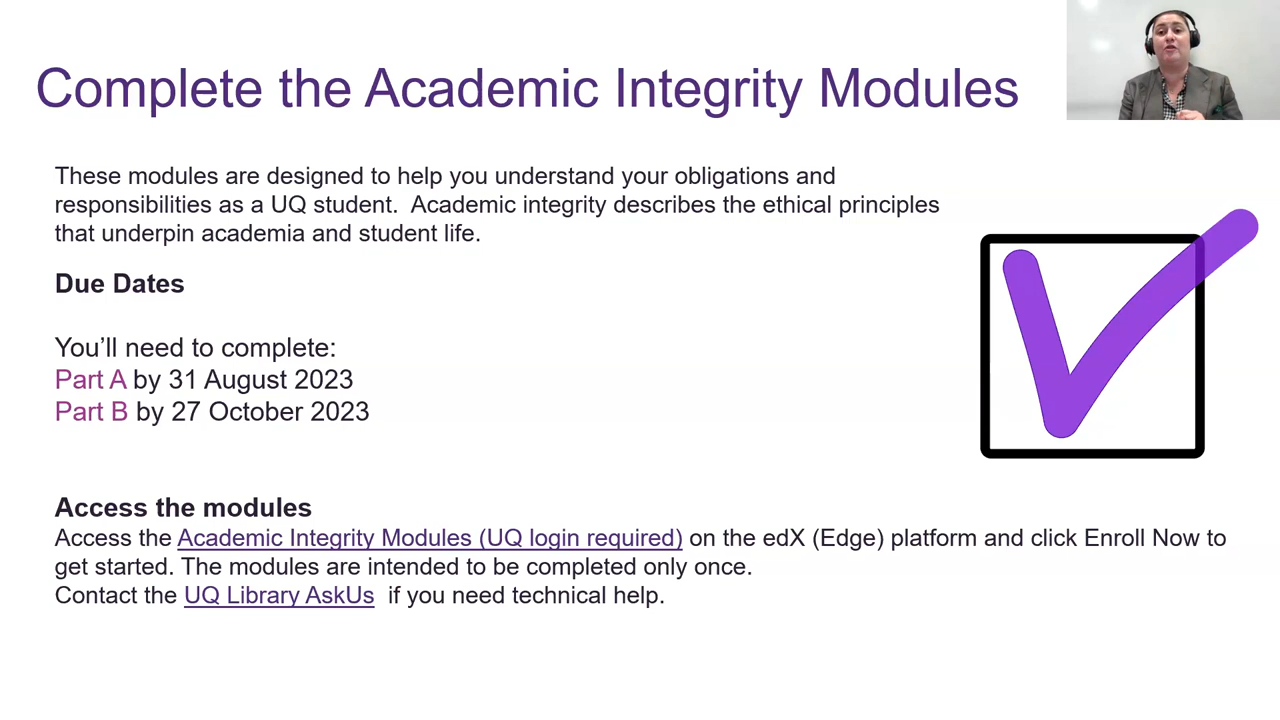 Complete the Academic Integrity Modules
These modules are designed to help you understand your obligations and
responsibilities as a UQ student.  Academic integrity describes the ethical principles
that underpin academia and student life.
Due Dates
You’ll need to complete:
Part A by 31 August 2023
Part B by 27 October 2023
Access the modules
Access the Academic Integrity Modules (UQ login required) on the edX (Edge) platform and click Enroll Now to
get started. The modules are intended to be completed only once.
Contact the UQ Library AskUs  if you need technical help.